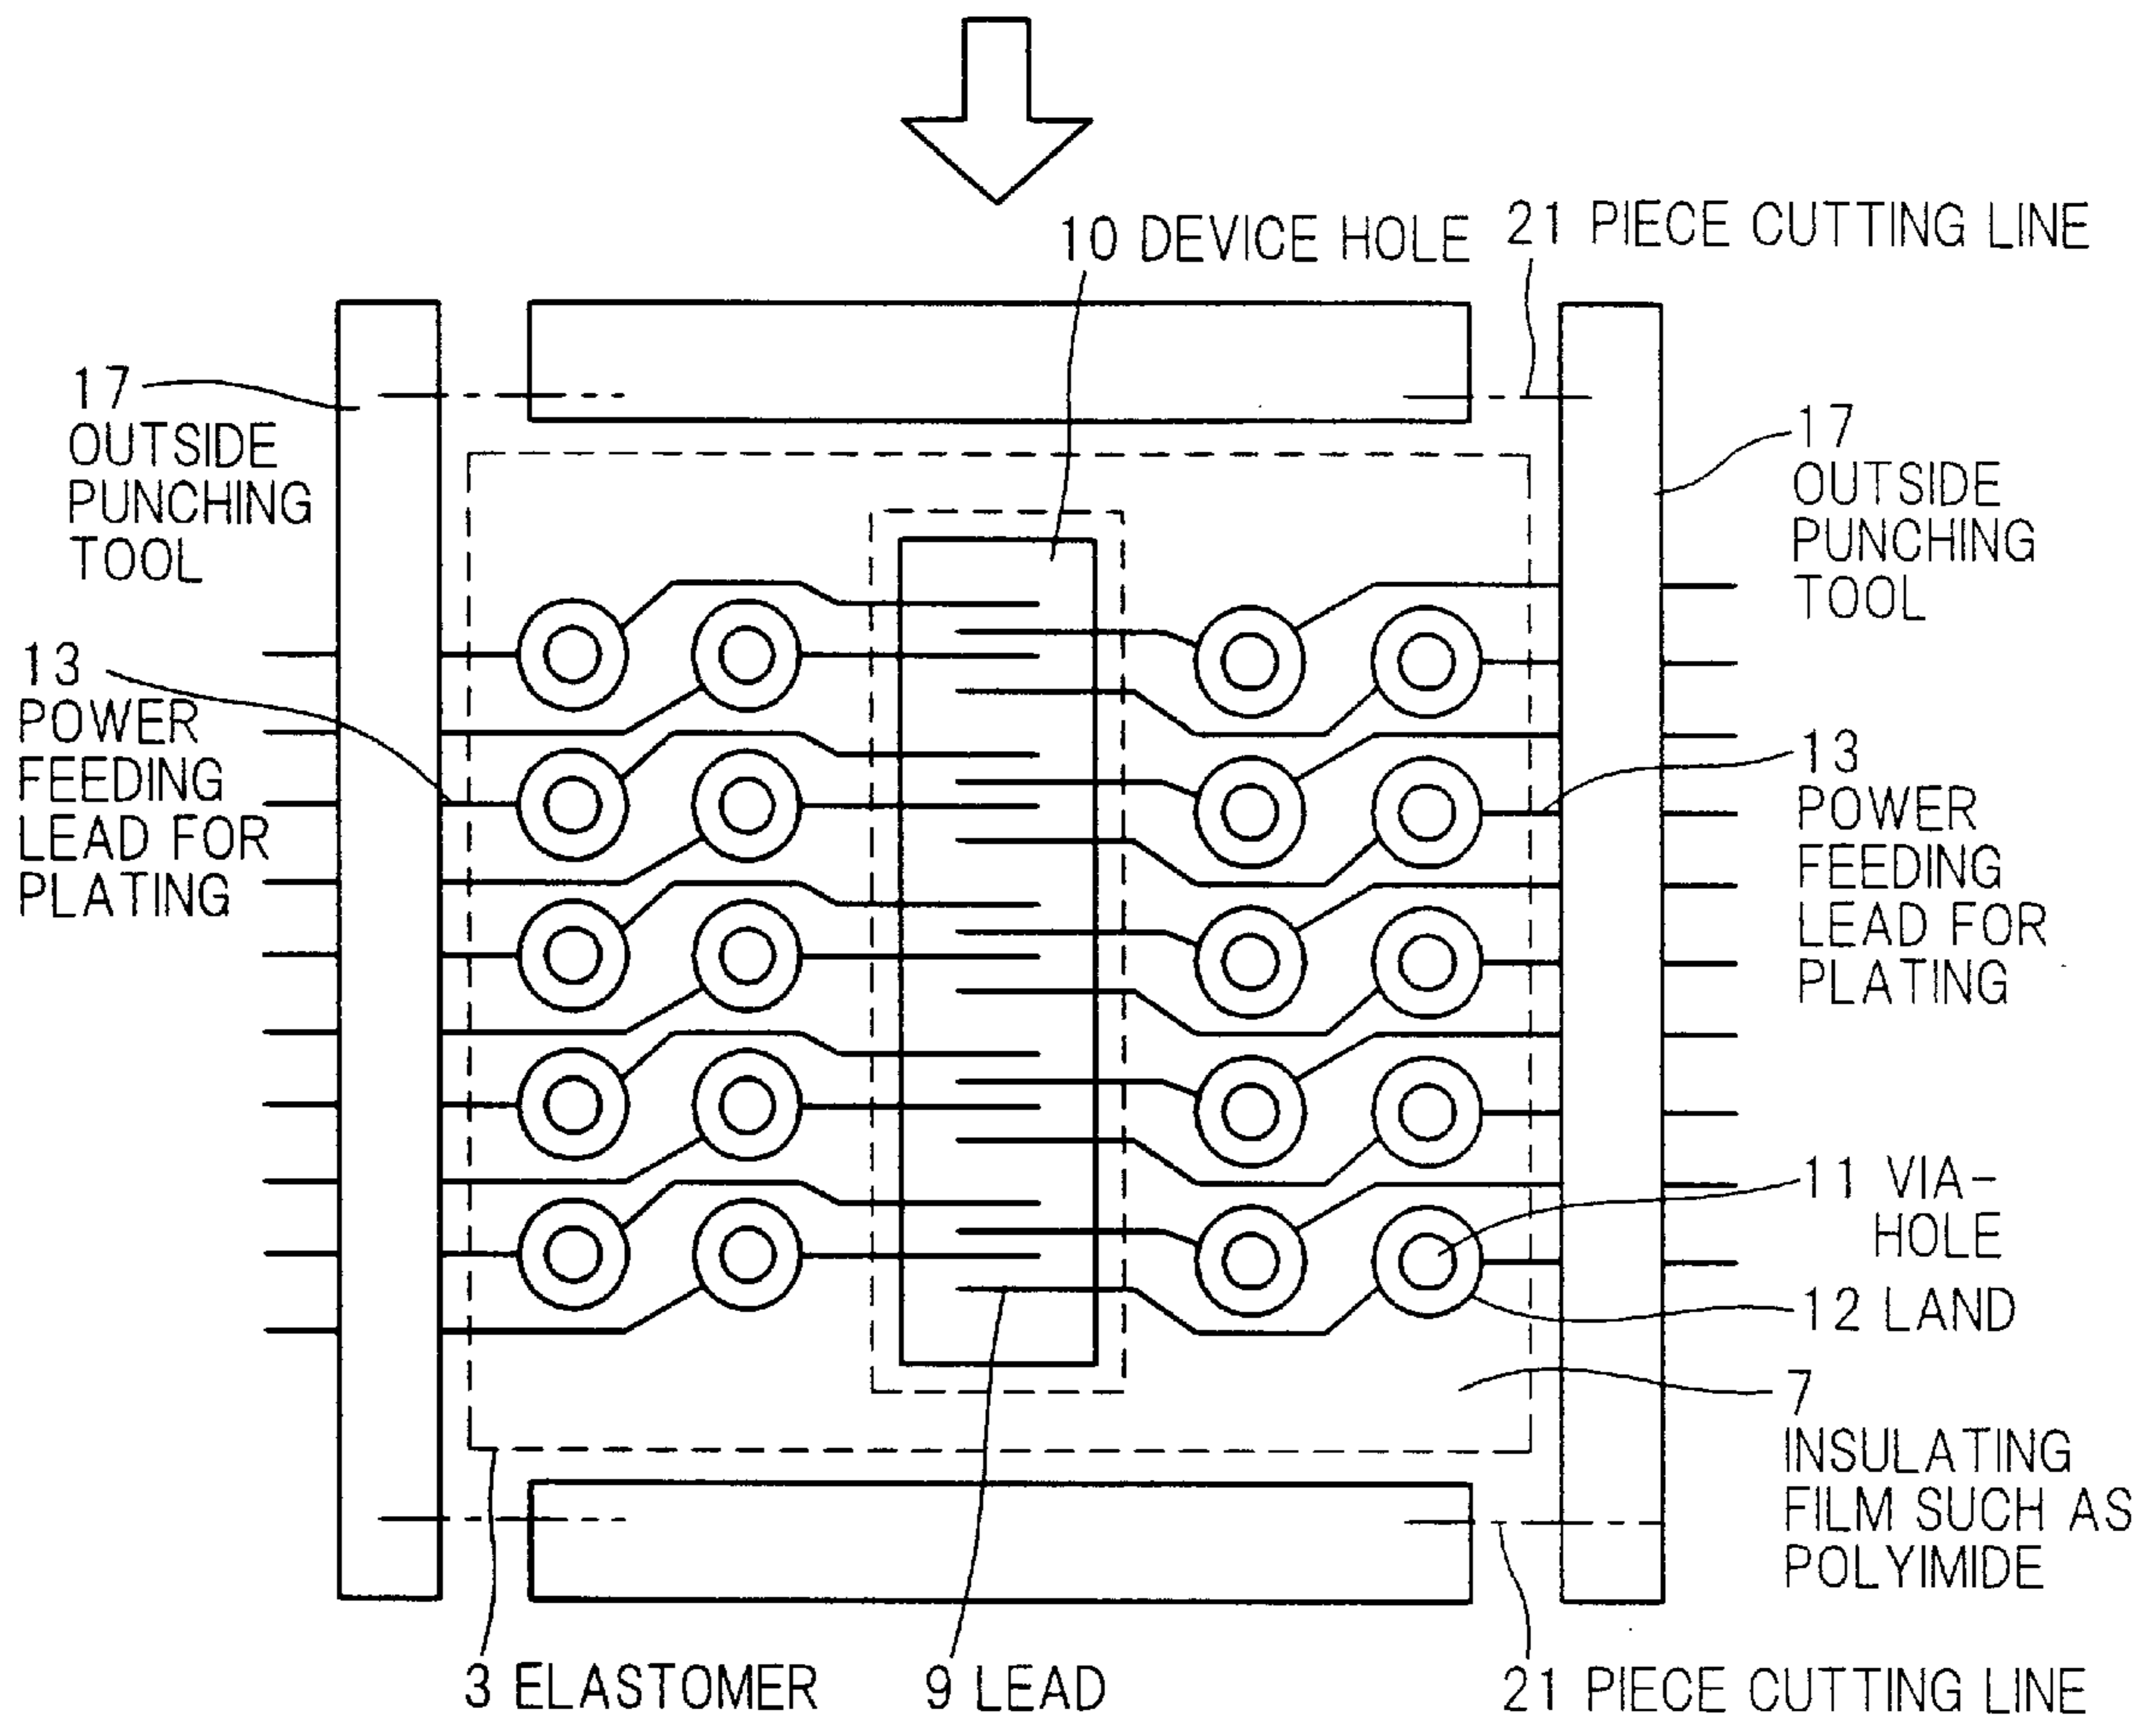 10 DEVICE HOLE
21 PIECE CUTTING LINE
17
OUTSIDE
PUNCHING
TOOL
17
OUTSIDE
PUNCHING
TOOL
13
POWER
FEEDING
LEAD FOR
PLATING
13
POWER
FEEDING
LEAD FOR
PLATING
11 VIA-
HOLE
12 LAND
7
INSULATING
FILM SUCH AS
POLYIMIDE
3 ELASTOMER
9 LEAD
21 PIECE CUTTING LINE